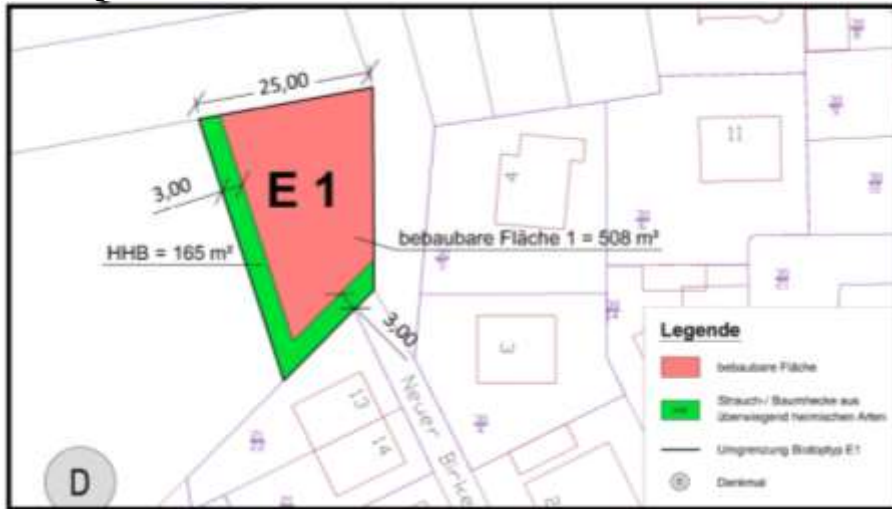 25,00
E 1
3,00
HHB = 165 m²
bebaubare Fläche 1 = 508 m²
3,00
4
11
3
13
14
Neuer Birke
2
D
Legende
bebaubare Fläche
Strauch-/ Baumhecke aus
überwiegend heimischen Arten
Umgrenzung Biotoptyp E1
Denkmal